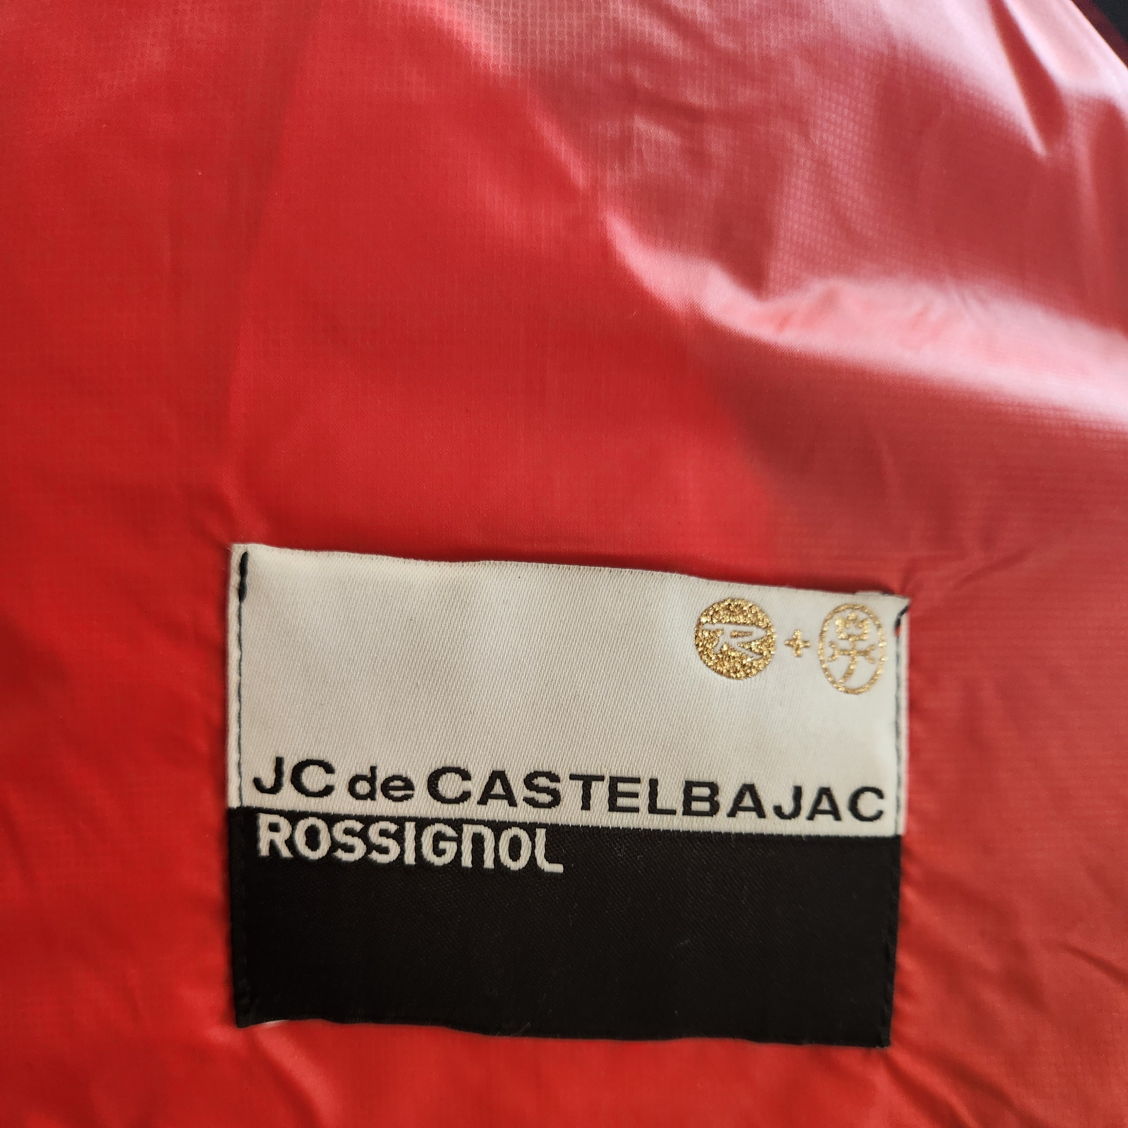 R +
JC de CASTELBAJAC
ROSSIGNOL